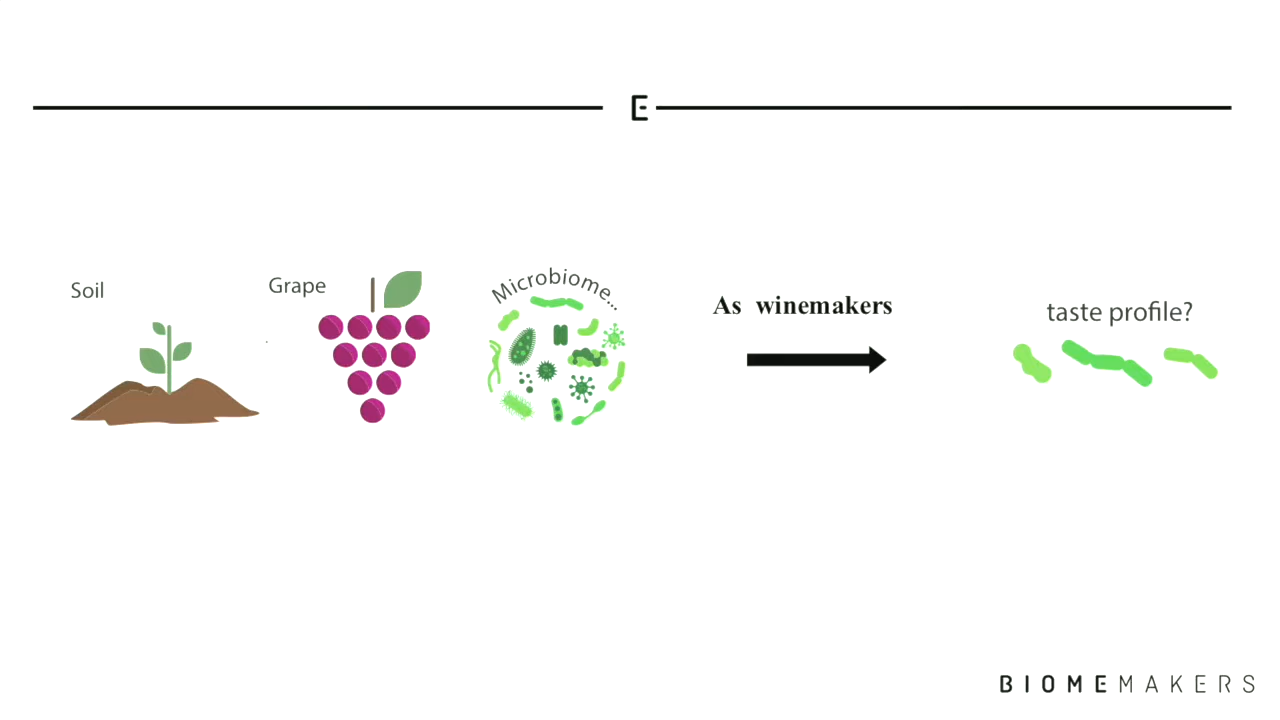 E
Soil
Grape
Microbiome...
As winemakers
taste profile?
BIOMEMAKERS